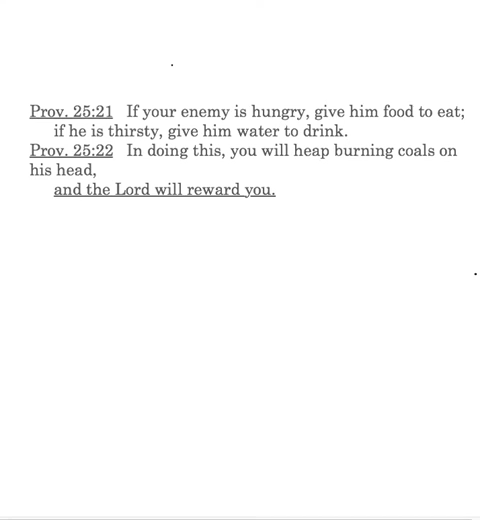 Prov. 25:21 If your enemy is hungry, give him food to eat;
if he is thirsty, give him water to drink.
Prov. 25:22 In doing this, you will heap burning coals on
his head,
and the Lord will reward you.